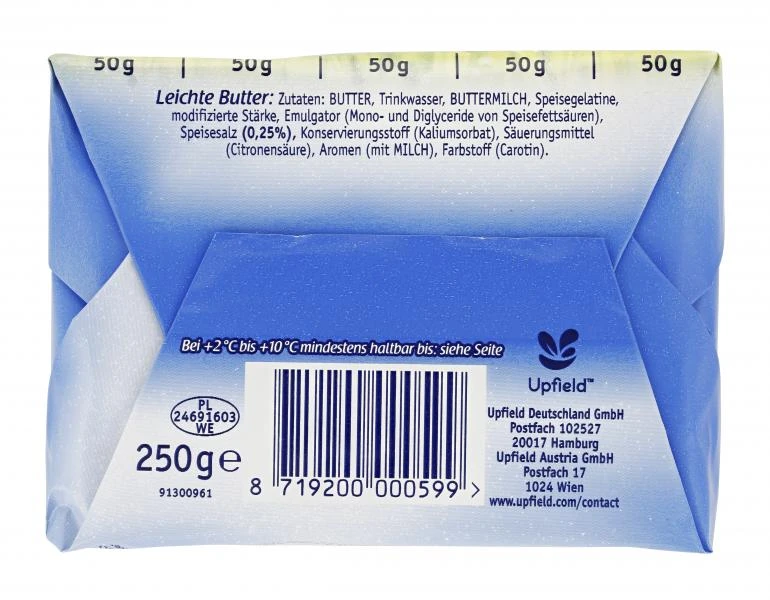 50g | 50g | 50g | 50g | 50g
Leichte Butter: Zutaten: BUTTER, Trinkwasser, BUTTERMILCH, Speisegelatine,
modifizierte Stärke, Emulgator (Mono- und Diglyceride von Speisefettsäuren),
Speisesalz (0,25%), Konservierungsstoff (Kaliumsorbat), Säuerungsmittel
(Citronensäure), Aromen (mit MILCH), Farbstoff (Carotin).
Bei +2°C bis +10°C mindestens haltbar bis: siehe Seite
PL
24691603
WE
250g℮
91300961
8 719200 000599 >
Upfield™
Upfield Deutschland GmbH
Postfach 102527
20017 Hamburg
Upfield Austria GmbH
Postfach 17
1024 Wien
www.upfield.com/contact